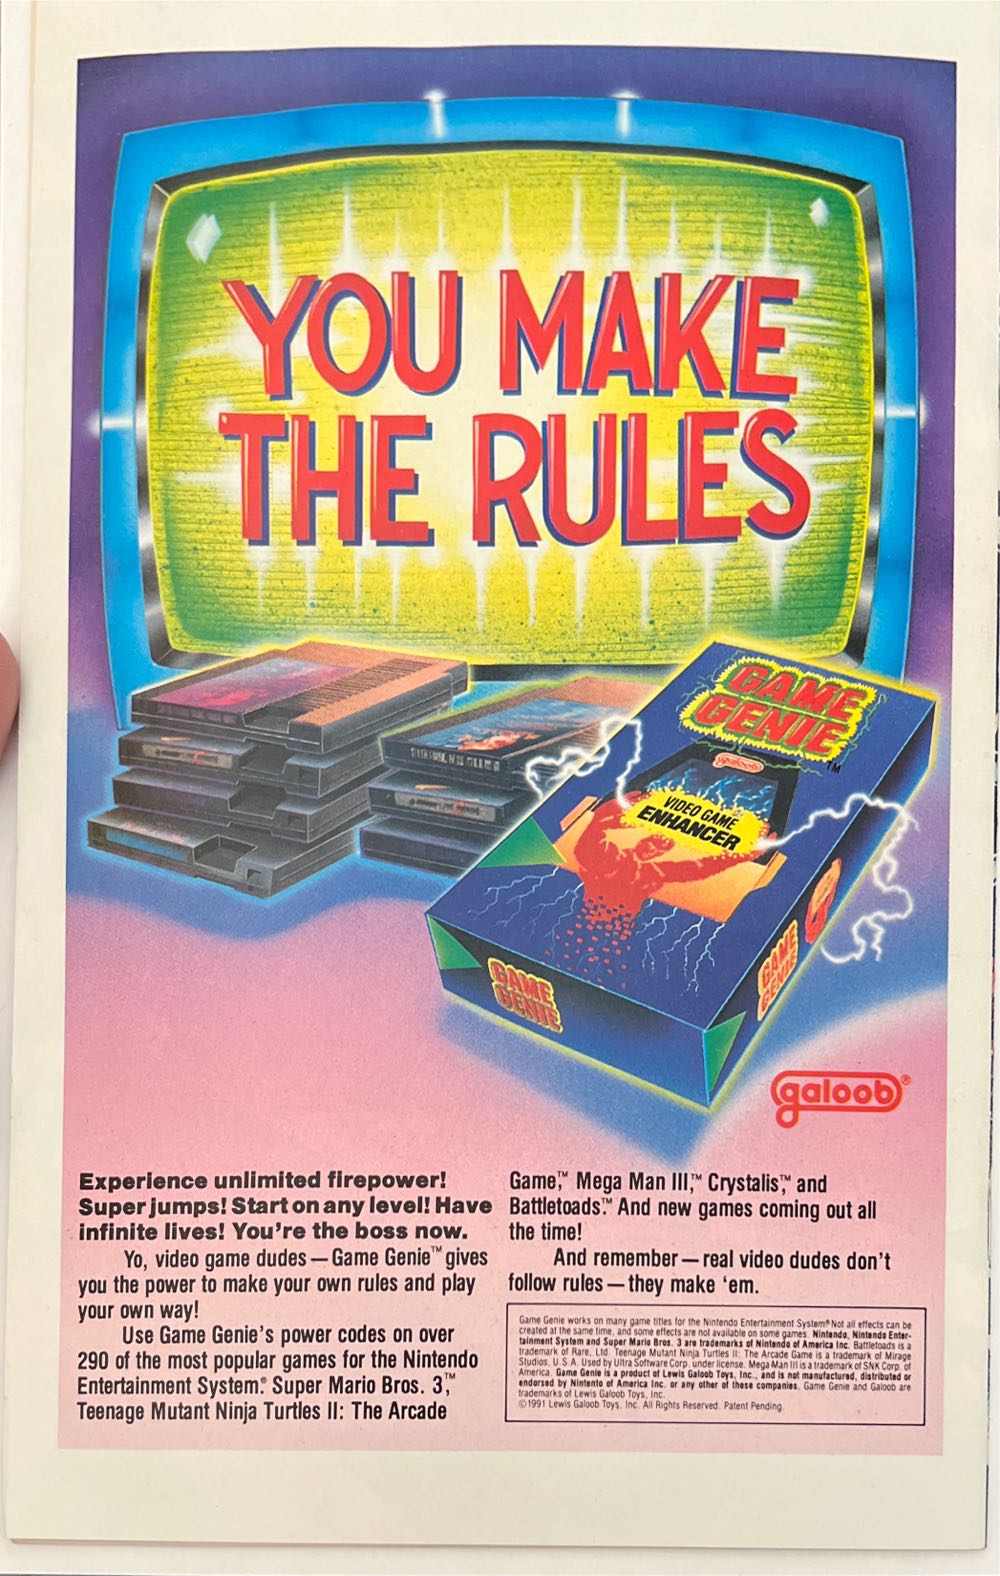 YOU MAKE
THE RULES
GAME
GENIE™
galoob
VIDEO GAME
ENHANCER
GAME
GENIE
GAME
GENIE
galoob®
Experience unlimited firepower!
Super jumps! Start on any level! Have
infinite lives! You're the boss now.
Yo, video game dudes — Game Genie™ gives
you the power to make your own rules and play
your own way!
Use Game Genie's power codes on over
290 of the most popular games for the Nintendo
Entertainment System.® Super Mario Bros. 3,™
Teenage Mutant Ninja Turtles II: The Arcade
Game,™ Mega Man III,™ Crystalis,™ and
Battletoads.™ And new games coming out all
the time!
And remember — real video dudes don't
follow rules — they make 'em.
Game Genie works on many game titles for the Nintendo Entertainment System® Not all effects can be
created at the same time, and some effects are not available on some games. Nintendo, Nintendo Enter-
tainment System and Super Mario Bros. 3 are trademarks of Nintendo of America Inc. Battletoads is a
trademark of Rare, Ltd. Teenage Mutant Ninja Turtles II: The Arcade Game is a trademark of Mirage
Studios, U.S.A. Used by Ultra Software Corp. under license. Mega Man III is a trademark of SNK Corp. of
America. Game Genie is a product of Lewis Galoob Toys, Inc., and is not manufactured, distributed or
endorsed by Nintento of America Inc. or any other of these companies. Game Genie and Galoob are
trademarks of Lewis Galoob Toys, Inc.
©1991 Lewis Galoob Toys, Inc. All Rights Reserved. Patent Pending.